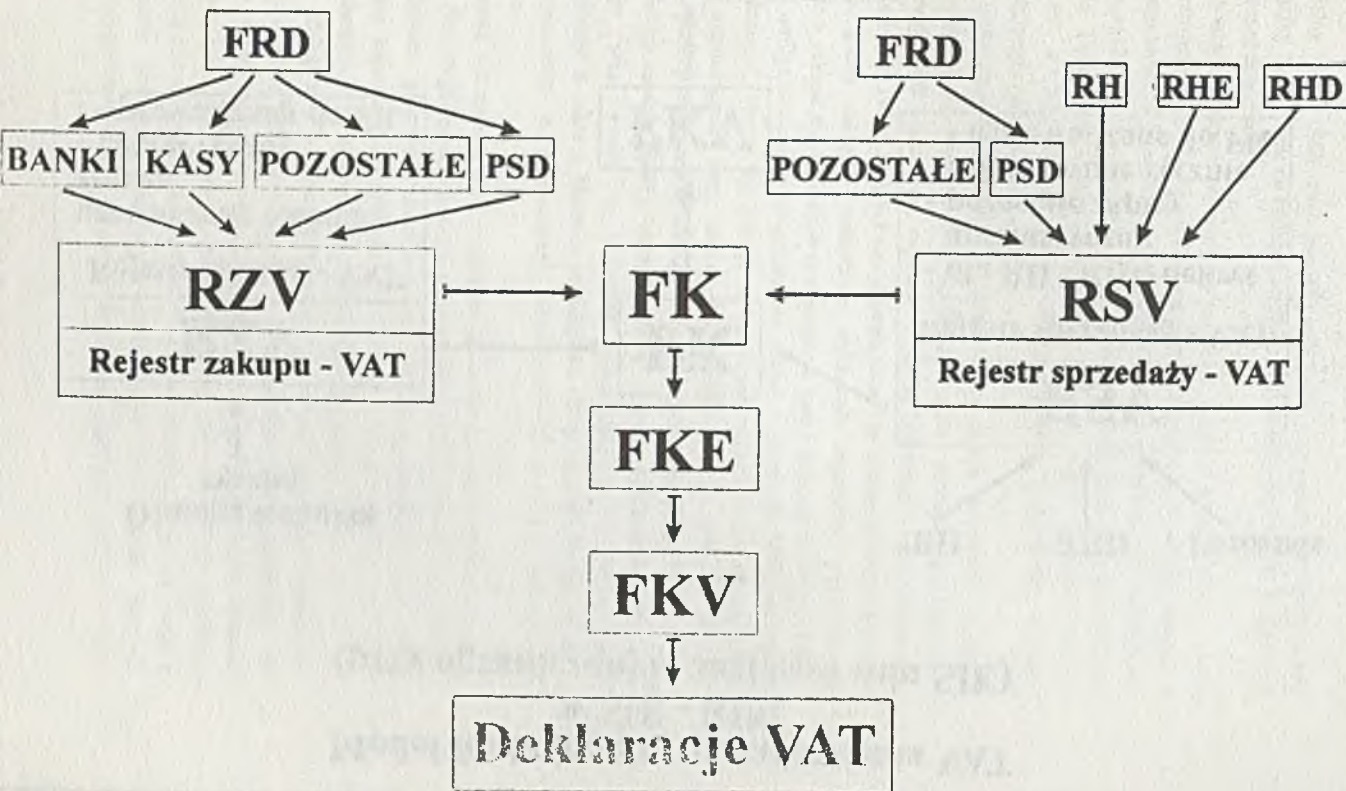 FRD
BANKI KASY POZOSTAŁE PSD
RZV
Rejestr zakupu - VAT
FRD
RH RHE RHD
POZOSTAŁE PSD
RSV
Rejestr sprzedaży - VAT
FK
FKE
FKV
Deklaracje VAT